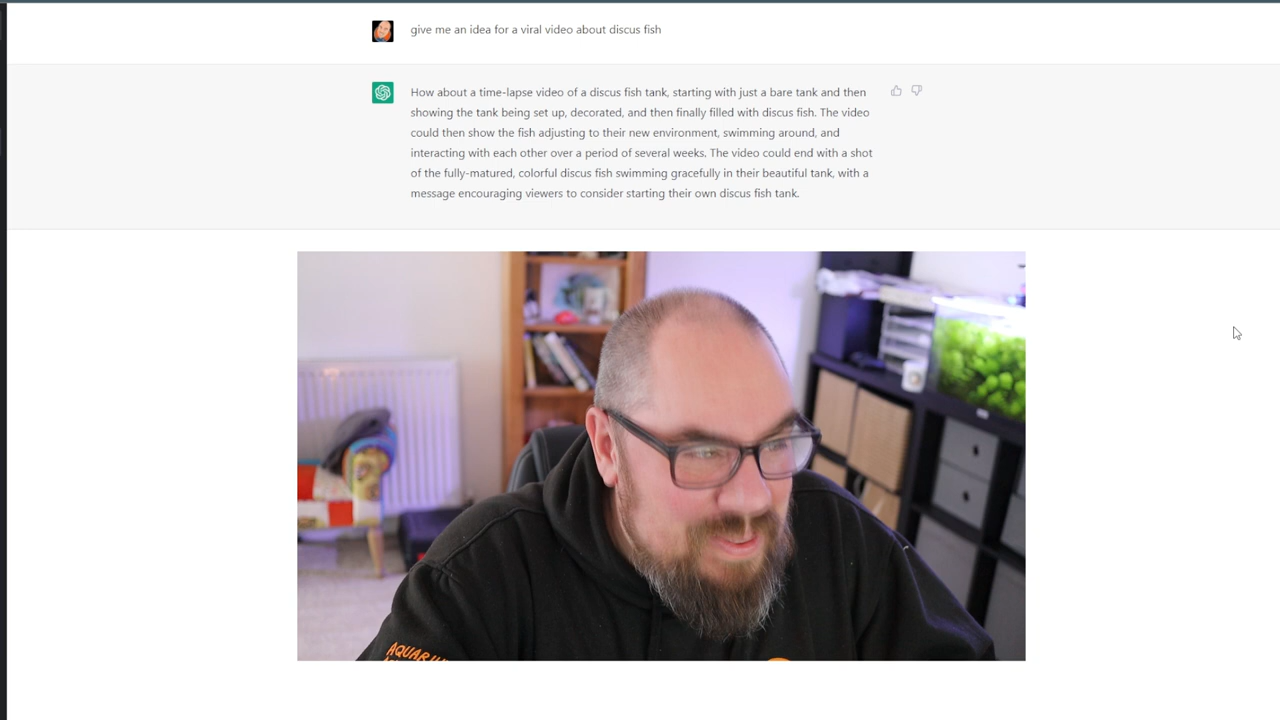 give me an idea for a viral video about discus fish
How about a time-lapse video of a discus fish tank, starting with just a bare tank and then
showing the tank being set up, decorated, and then finally filled with discus fish. The video
could then show the fish adjusting to their new environment, swimming around, and
interacting with each other over a period of several weeks. The video could end with a shot
of the fully-matured, colorful discus fish swimming gracefully in their beautiful tank, with a
message encouraging viewers to consider starting their own discus fish tank.